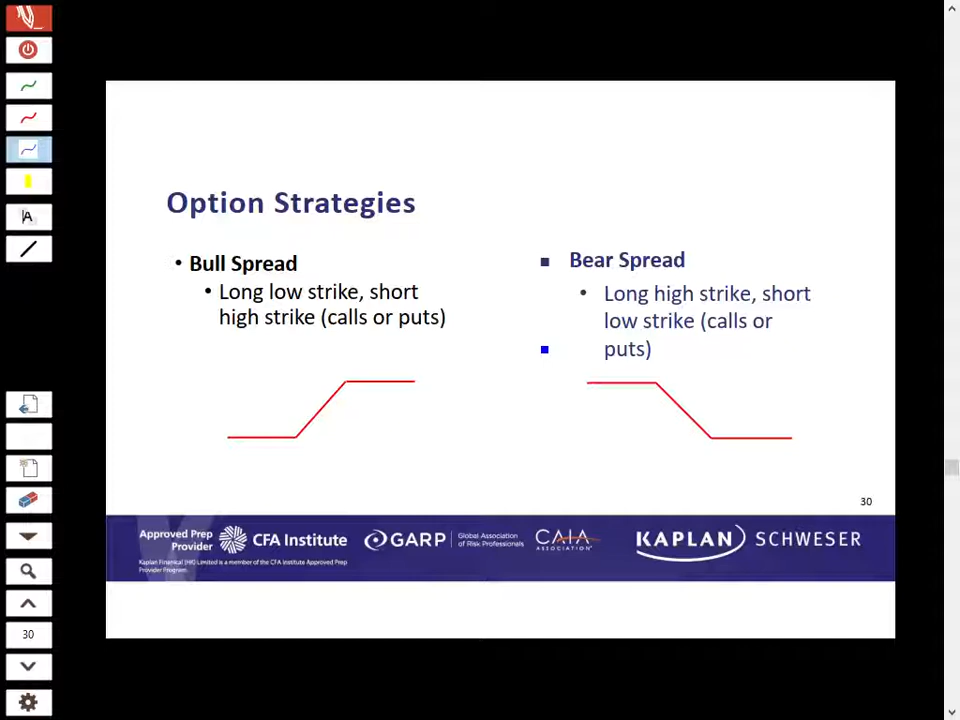 Option Strategies
• Bull Spread
• Long low strike, short
high strike (calls or puts)
■ Bear Spread
• Long high strike, short
low strike (calls or
■ puts)
30
Approved Prep
Provider
CFA Institute
Kaplan Financial (HK) Limited is a member of the CFA Institute Approved Prep
Provider Program.
GARP
Global Association
of Risk Professionals
CAIA
ASSOCIATION
KAPLAN SCHWESER
A
30